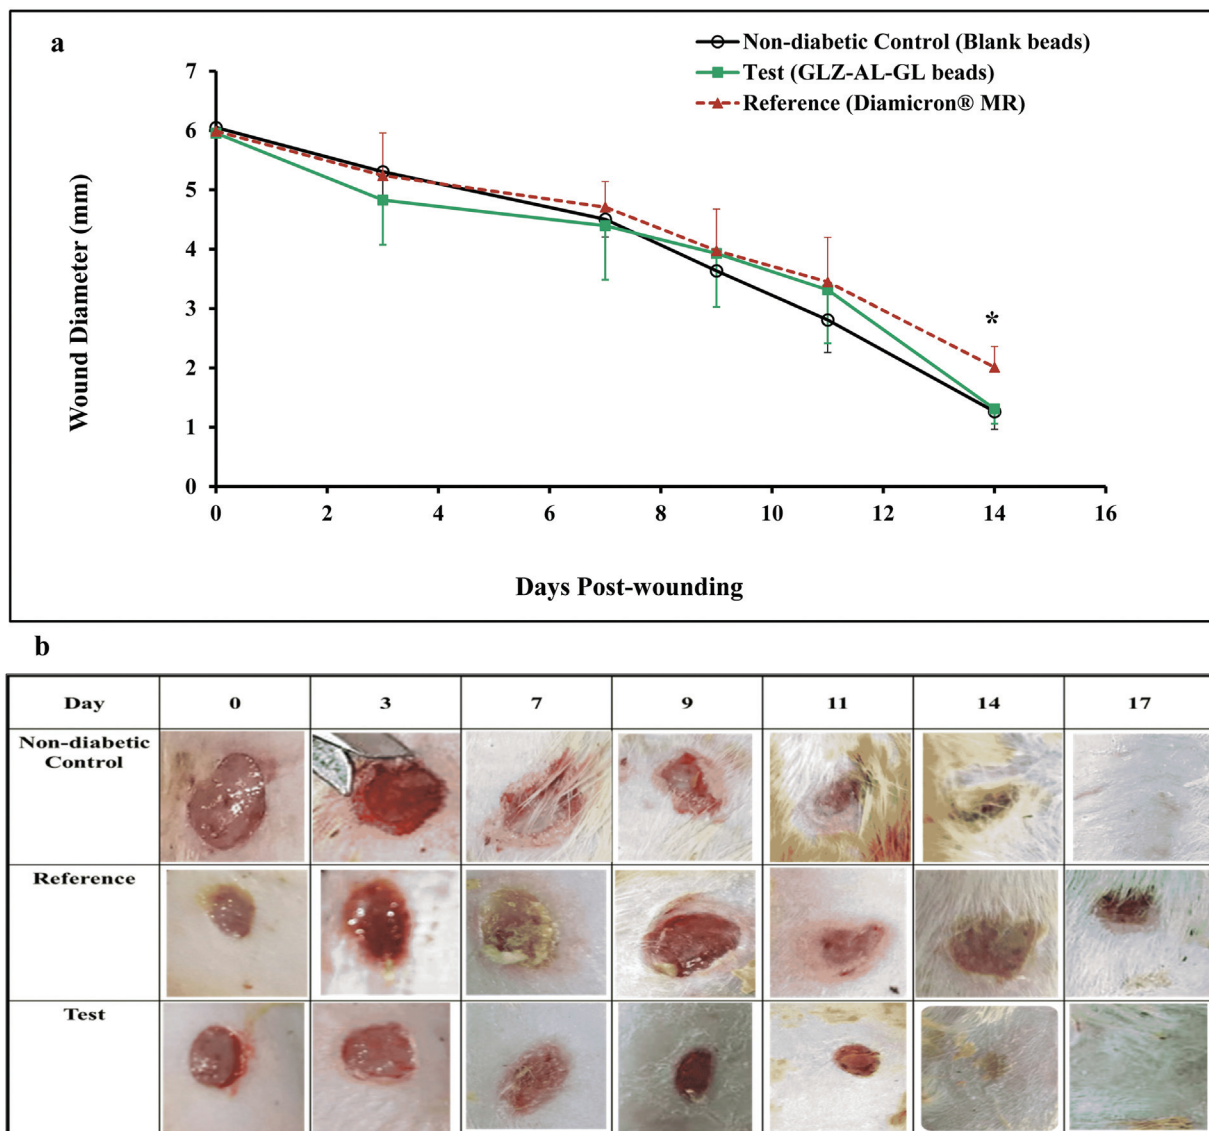 a
Non-diabetic Control (Blank beads)
Test (GLZ-AL-GL beads)
Reference (Diamicron® MR)
7
6
5
4
3
2
1
0
Wound Diameter (mm)
*
0 2 4 6 8 10 12 14 16
Days Post-wounding
b
Day 0 3 7 9 11 14 17
Non-diabetic
Control
Reference
Test